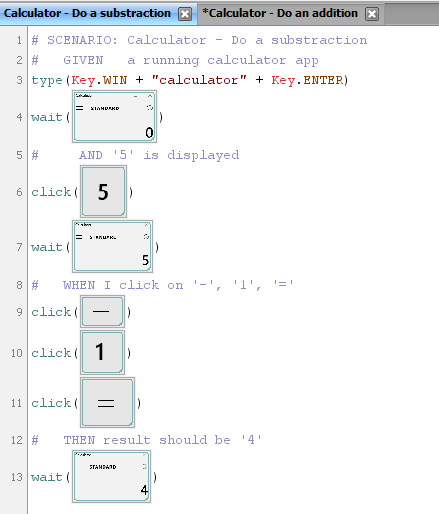 Calculator - Do a substraction *Calculator - Do an addition
1 # SCENARIO: Calculator - Do a substraction
2 # GIVEN a running calculator app
3 type(Key.WIN + "calculator" + Key.ENTER)
4 wait( STANDARD 0 )
5 # AND '5' is displayed
6 click( 5 )
7 wait( STANDARD 5 )
8 # WHEN I click on '-', '1', '='
9 click( — )
10 click( 1 )
11 click( = )
12 # THEN result should be '4'
13 wait( STANDARD 4 )